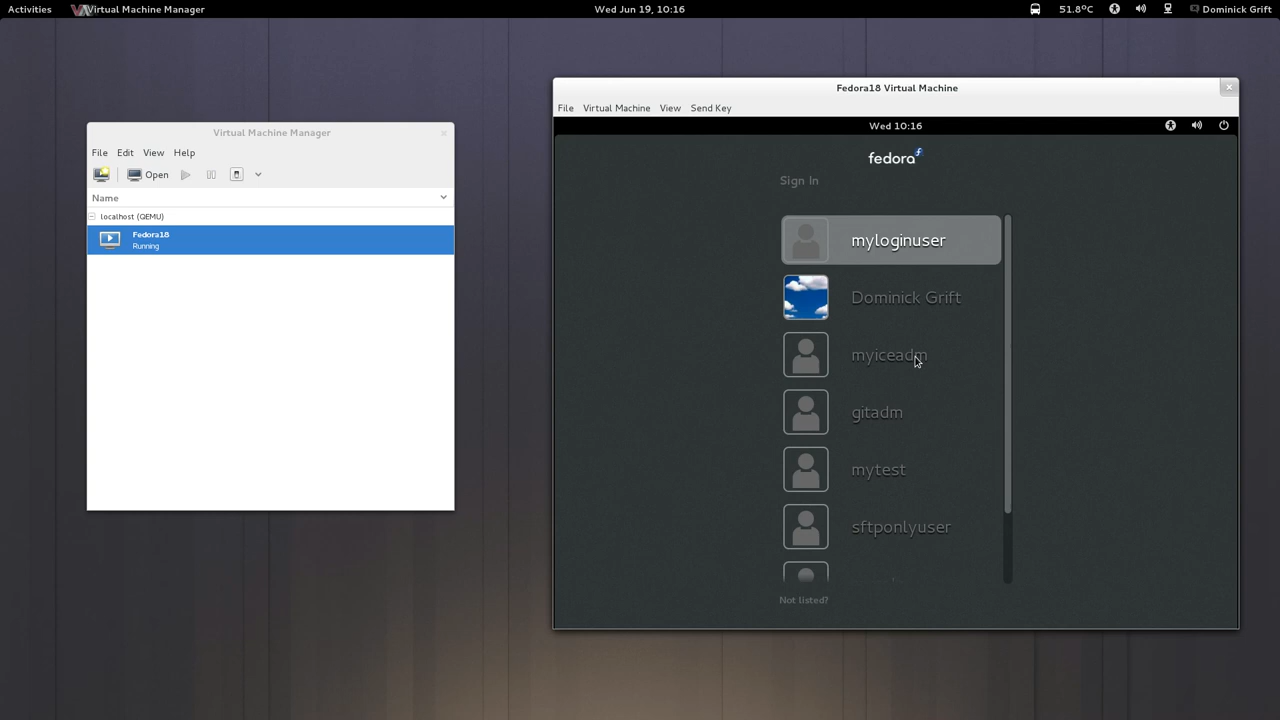 Activities Virtual Machine Manager Wed Jun 19, 10:16 51.8ºC Dominick Grift
Virtual Machine Manager
File Edit View Help
Open
Name
localhost (QEMU)
Fedora18
Running
Fedora18 Virtual Machine
File Virtual Machine View Send Key
Wed 10:16
fedora
Sign In
myloginuser
Dominick Grift
myiceadm
gitadm
mytest
sftponlyuser
Not listed?